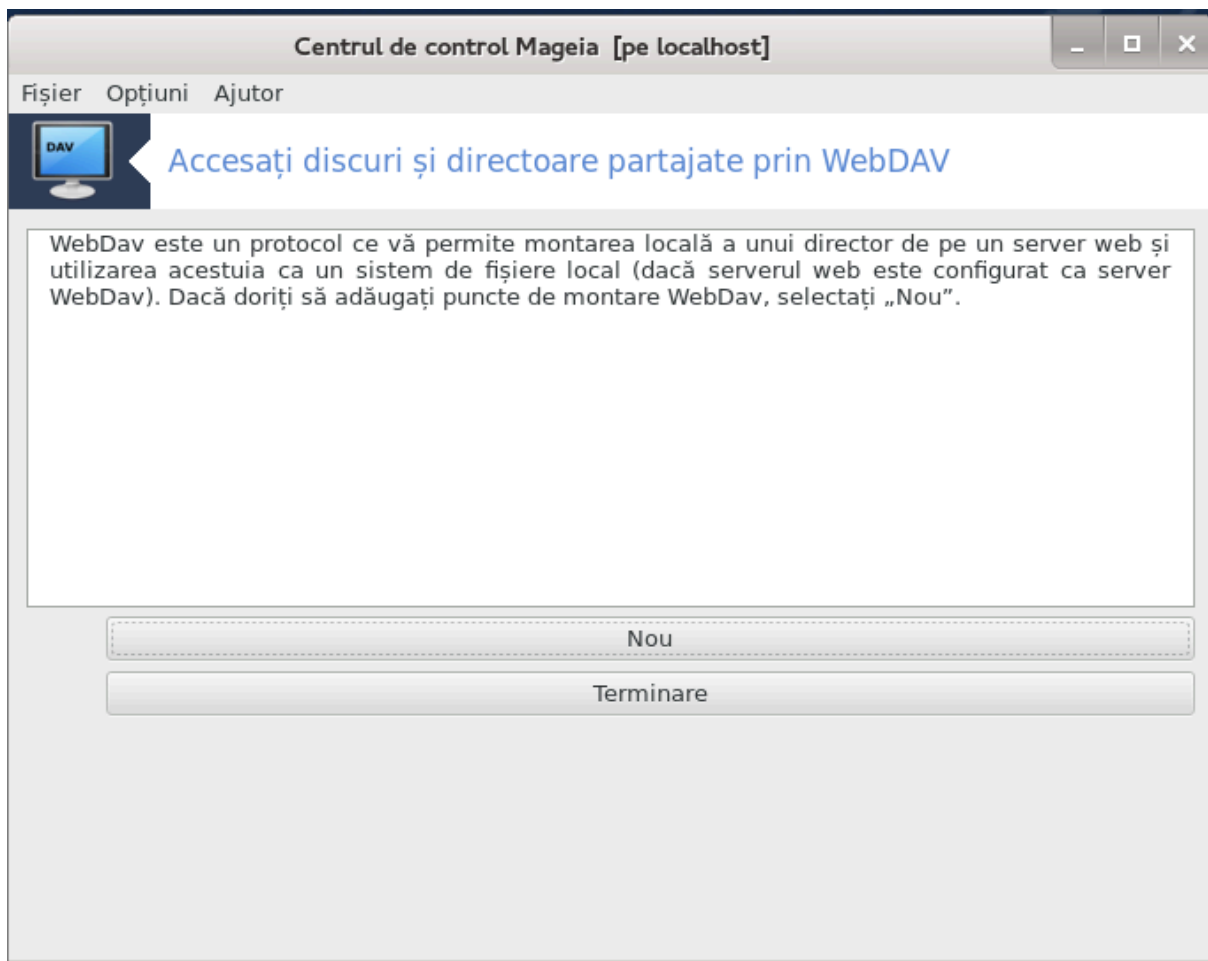 Centrul de control Mageia [pe localhost]
Fișier Opțiuni Ajutor
DAV
Accesați discuri și directoare partajate prin WebDAV
WebDav este un protocol ce vă permite montarea locală a unui director de pe un server web și
utilizarea acestuia ca un sistem de fișiere local (dacă serverul web este configurat ca server
WebDav). Dacă doriți să adăugați puncte de montare WebDav, selectați „Nou”.
Nou
Terminare